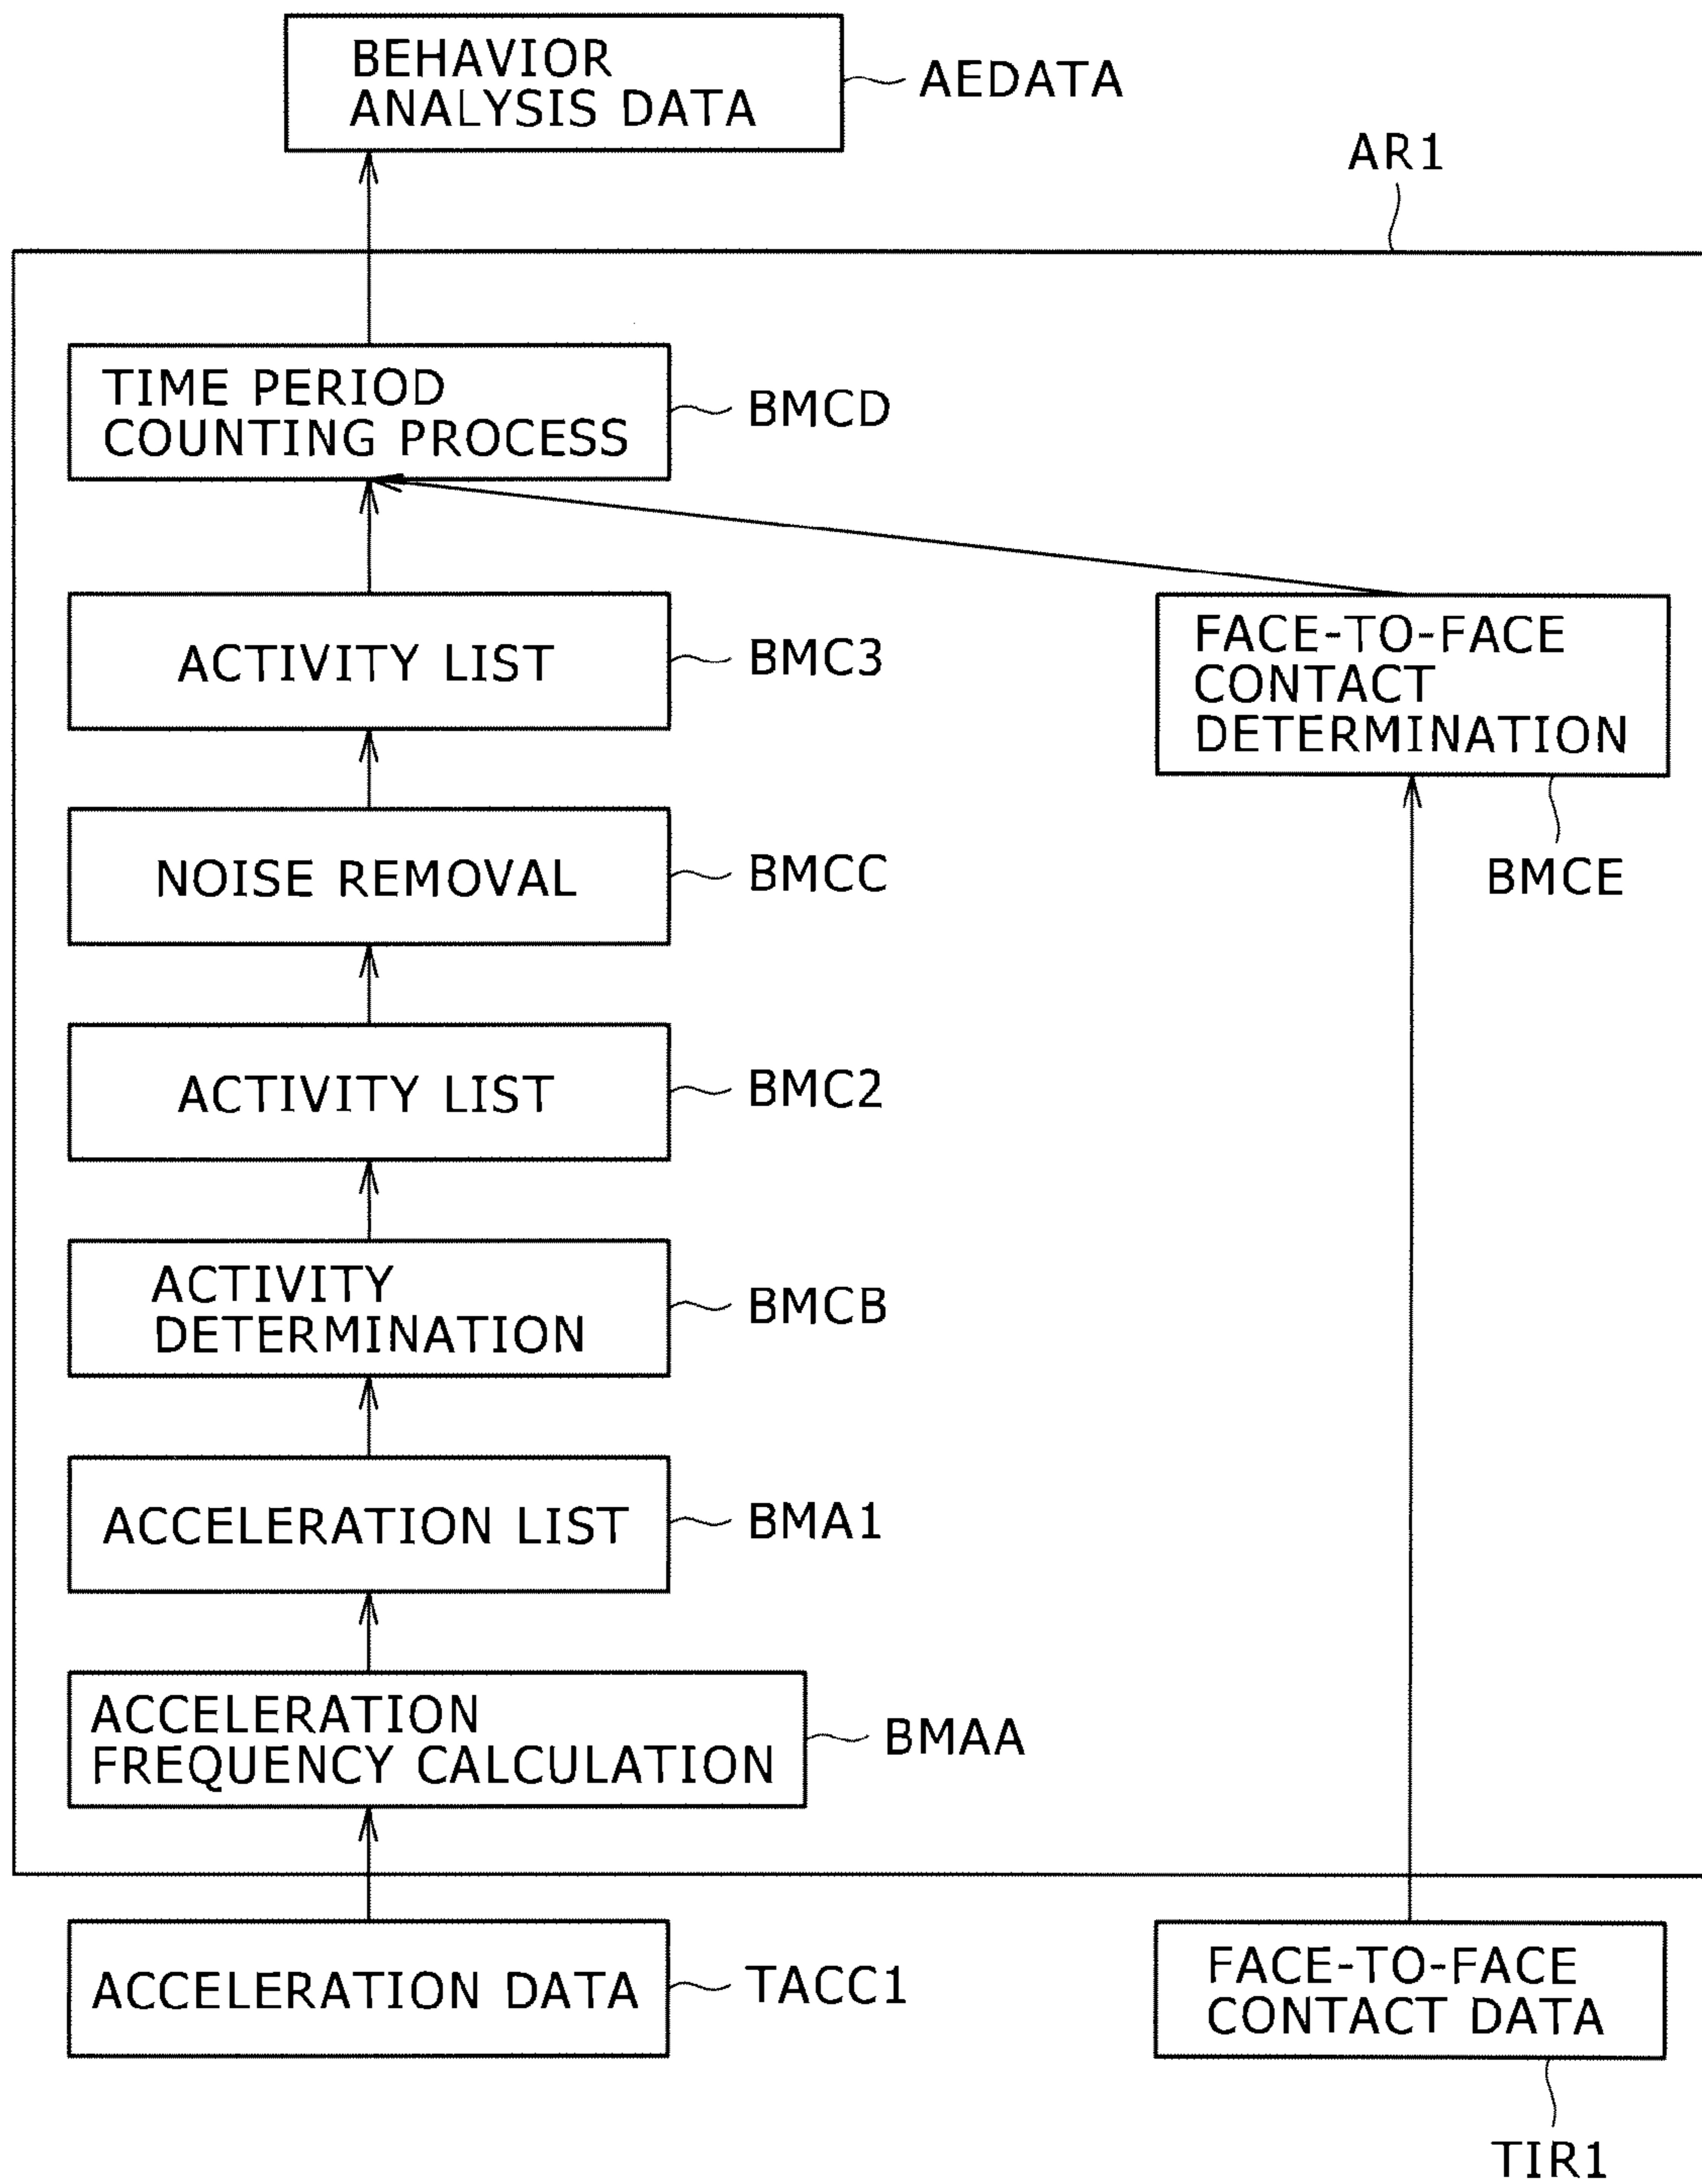 BEHAVIOR
ANALYSIS DATA
AEDATA
AR1
TIME PERIOD
COUNTING PROCESS
BMCD
ACTIVITY LIST
BMC3
FACE-TO-FACE
CONTACT
DETERMINATION
BMCE
NOISE REMOVAL
BMCC
ACTIVITY LIST
BMC2
ACTIVITY
DETERMINATION
BMCB
ACCELERATION LIST
BMA1
ACCELERATION
FREQUENCY CALCULATION
BMAA
ACCELERATION DATA
TACC1
FACE-TO-FACE
CONTACT DATA
TIR1